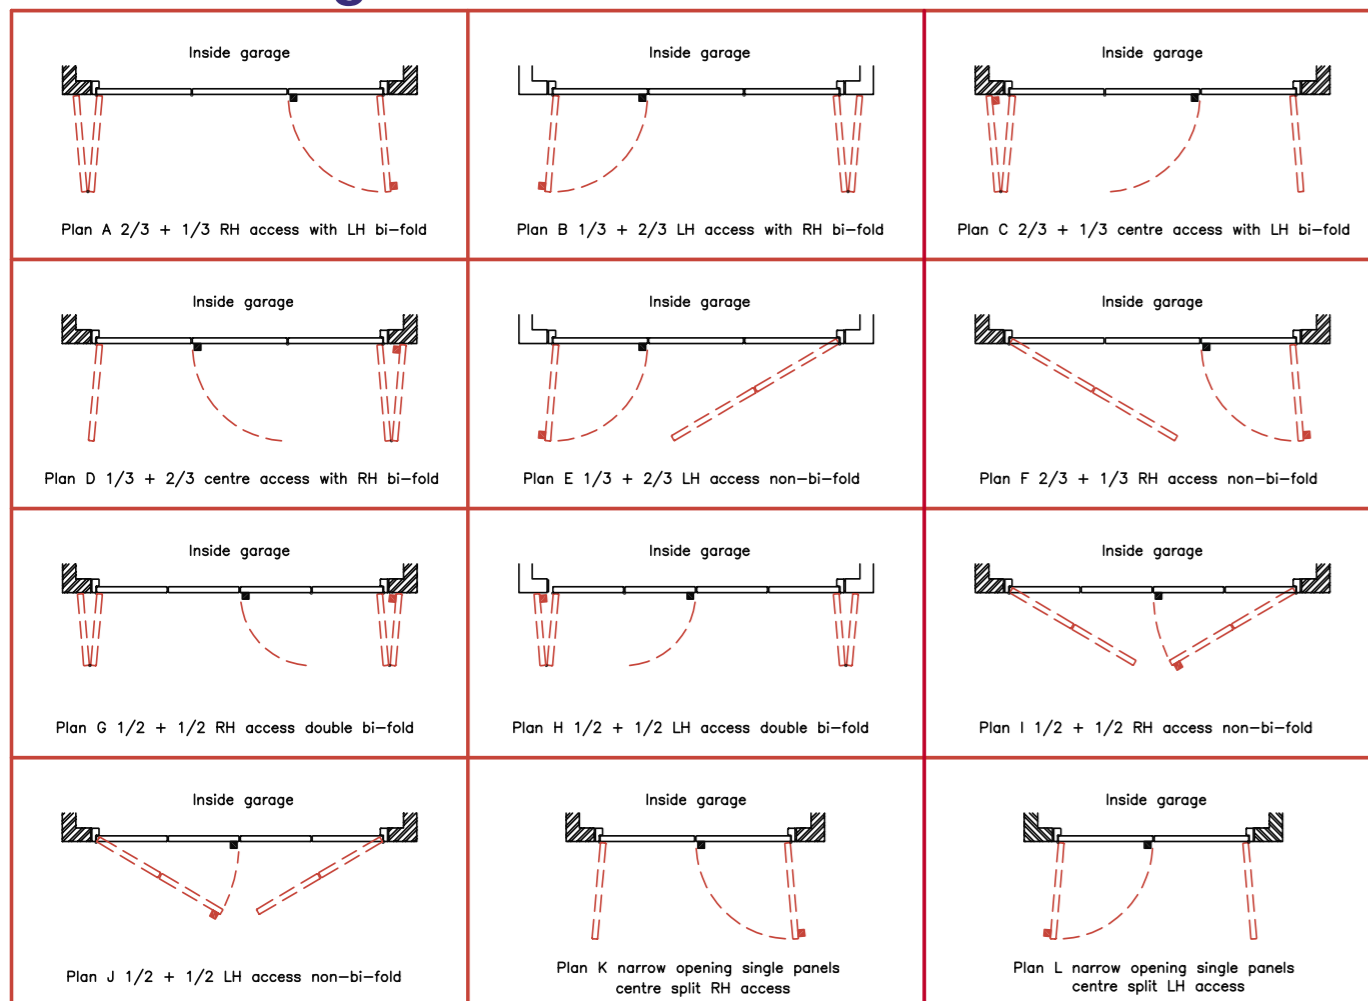 Inside garage
Plan A 2/3 + 1/3 RH access with LH bi-fold
Inside garage
Plan B 1/3 + 2/3 LH access with RH bi-fold
Inside garage
Plan C 2/3 + 1/3 centre access with LH bi-fold
Inside garage
Plan D 1/3 + 2/3 centre access with RH bi-fold
Inside garage
Plan E 1/3 + 2/3 LH access non-bi-fold
Inside garage
Plan F 2/3 + 1/3 RH access non-bi-fold
Inside garage
Plan G 1/2 + 1/2 RH access double bi-fold
Inside garage
Plan H 1/2 + 1/2 LH access double bi-fold
Inside garage
Plan I 1/2 + 1/2 RH access non-bi-fold
Inside garage
Plan J 1/2 + 1/2 LH access non-bi-fold
Inside garage
Plan K narrow opening single panels
centre split RH access
Inside garage
Plan L narrow opening single panels
centre split LH access